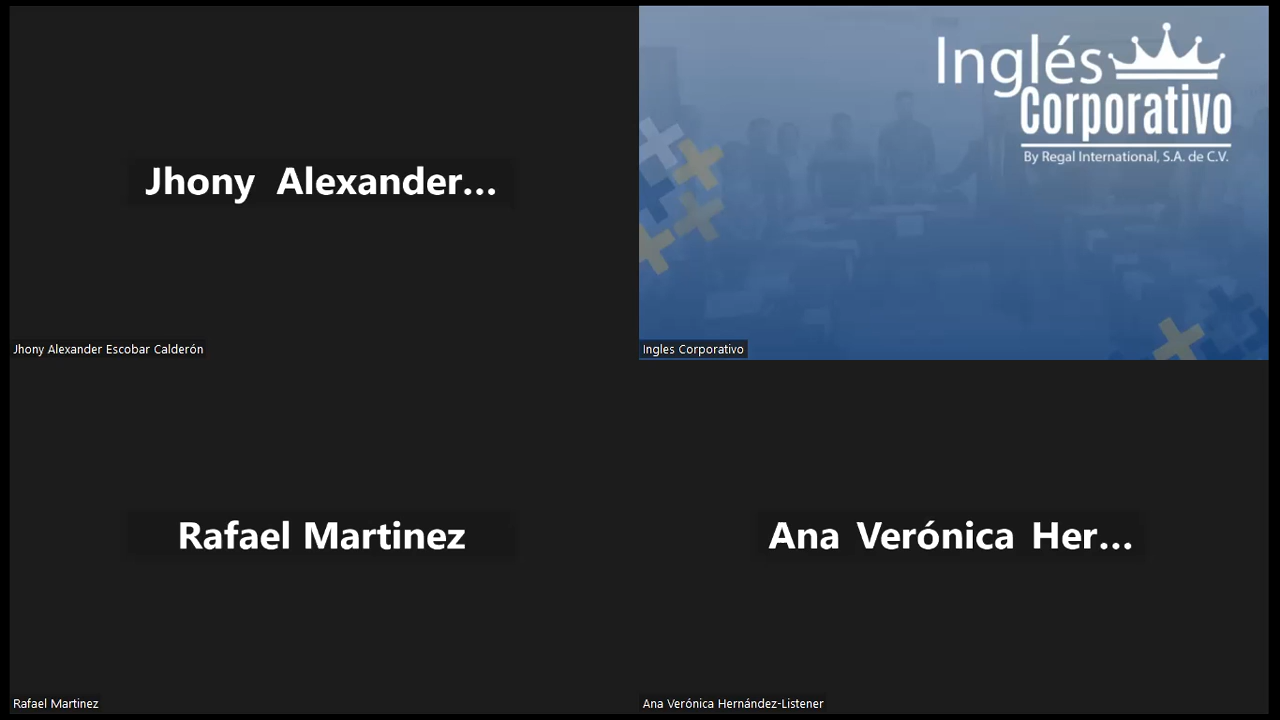 Jhony Alexander...
Jhony Alexander Escobar Calderón
Inglés
Corporativo
By Regal International, S.A. de C.V.
Ingles Corporativo
Rafael Martinez
Rafael Martinez
Ana Verónica Her...
Ana Verónica Hernández-Listener